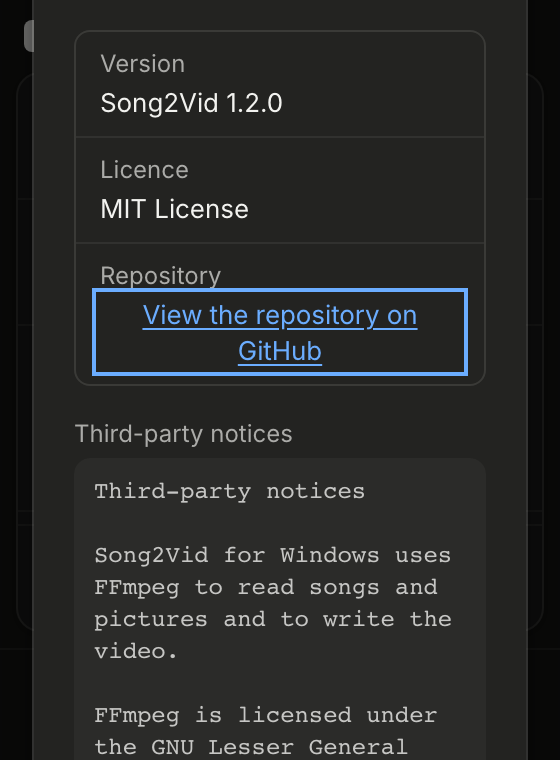 Version
Song2Vid 1.2.0
Licence
MIT License
Repository
View the repository on
GitHub
Third-party notices
Third-party notices
Song2Vid for Windows uses
FFmpeg to read songs and
pictures and to write the
video.
FFmpeg is licensed under
the GNU Lesser General